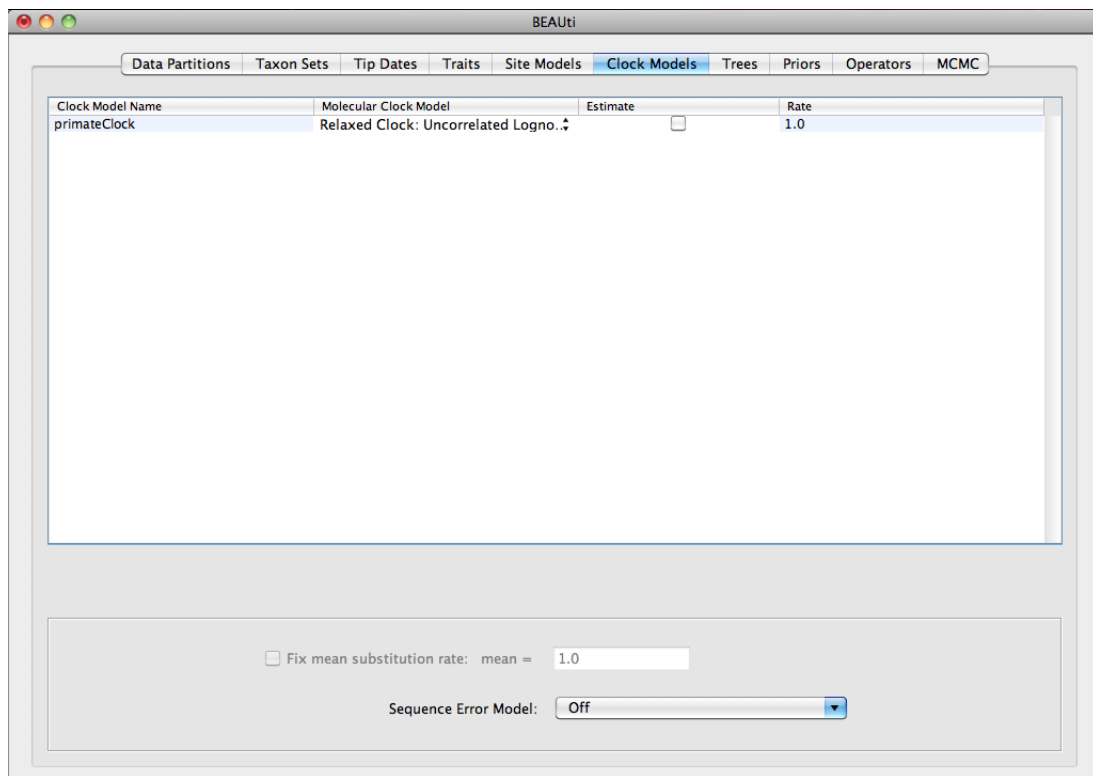 BEAUti
Data Partitions Taxon Sets Tip Dates Traits Site Models Clock Models Trees Priors Operators MCMC
Clock Model Name Molecular Clock Model Estimate Rate
primateClock Relaxed Clock: Uncorrelated Logno.. 1.0
Fix mean substitution rate: mean = 1.0
Sequence Error Model: Off